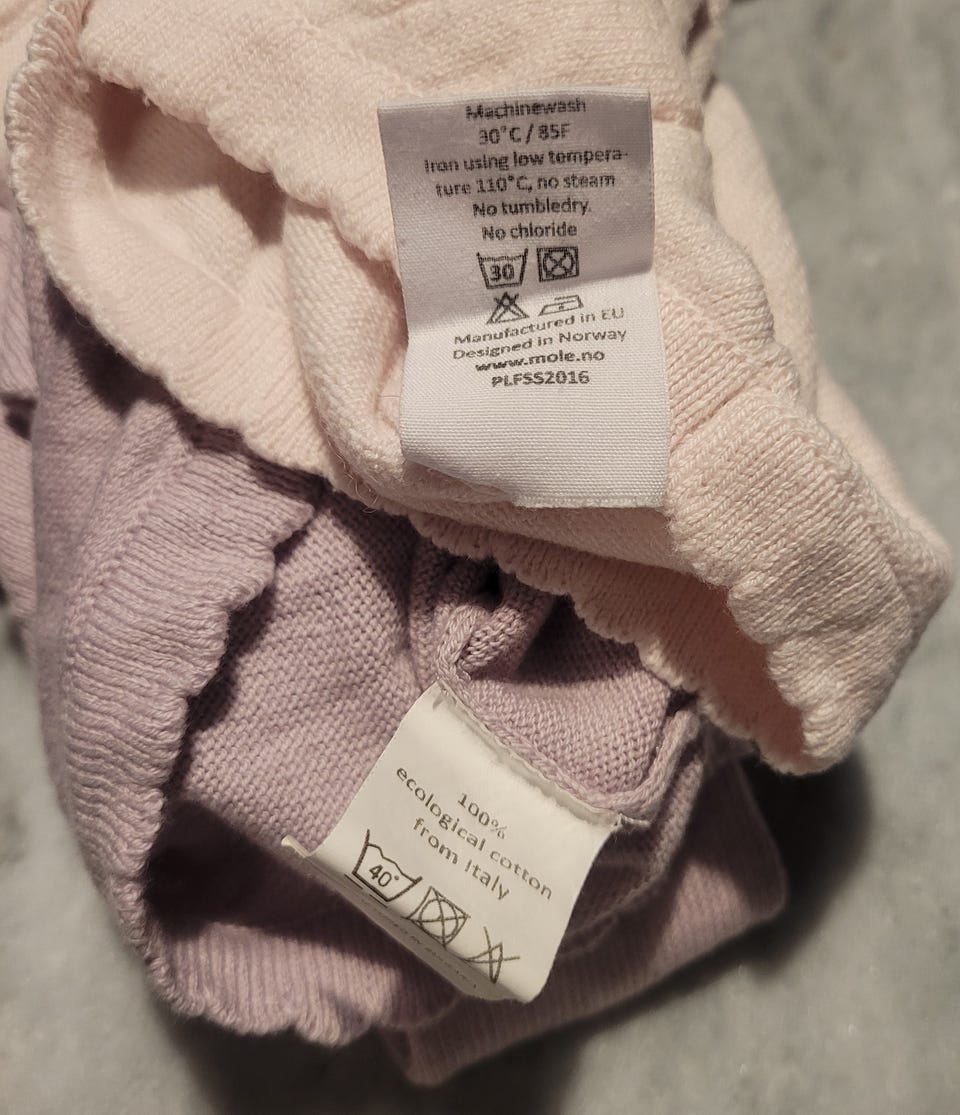 Machinewash
30°C / 85F
Iron using low tempera-
ture 110°C, no steam
No tumbledry.
No chloride
30
Manufactured in EU
Designed in Norway
www.mole.no
PLFSS2016
100%
ecological cotton
from Italy
40°